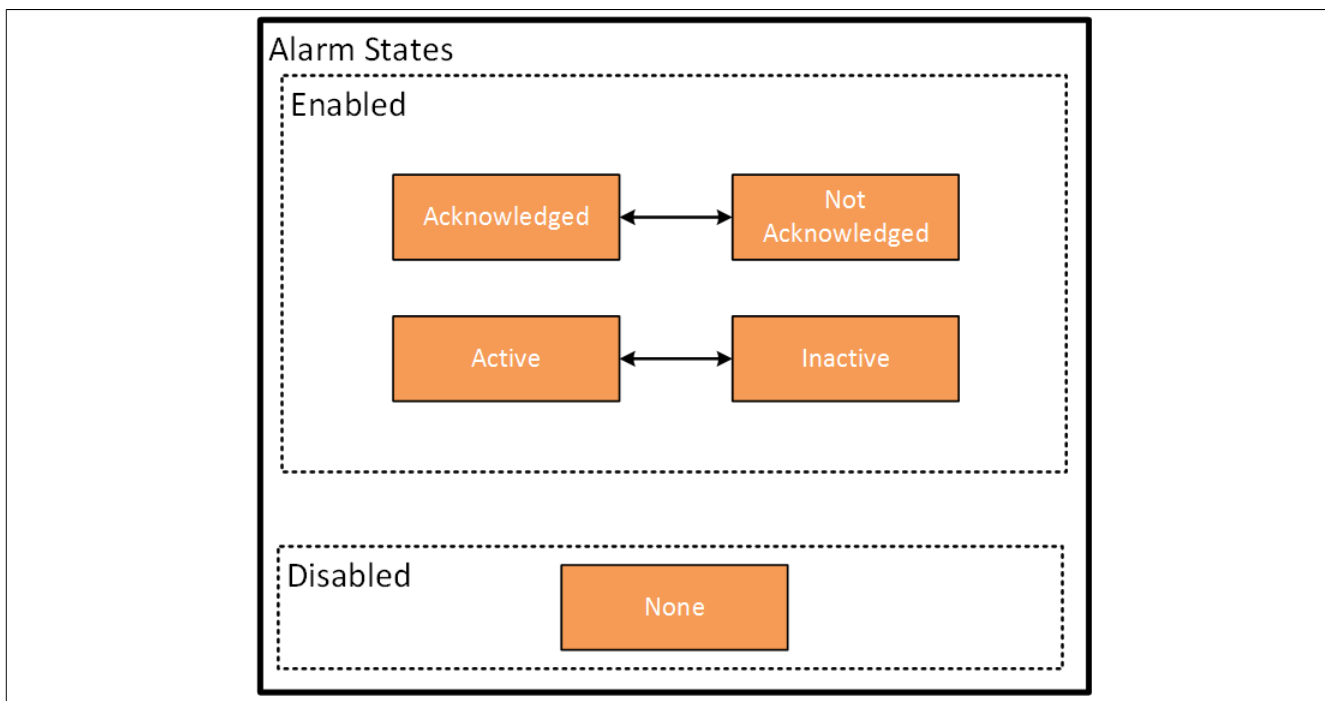 Alarm States
Enabled
Acknowledged
Not
Acknowledged
Active
Inactive
Disabled
None